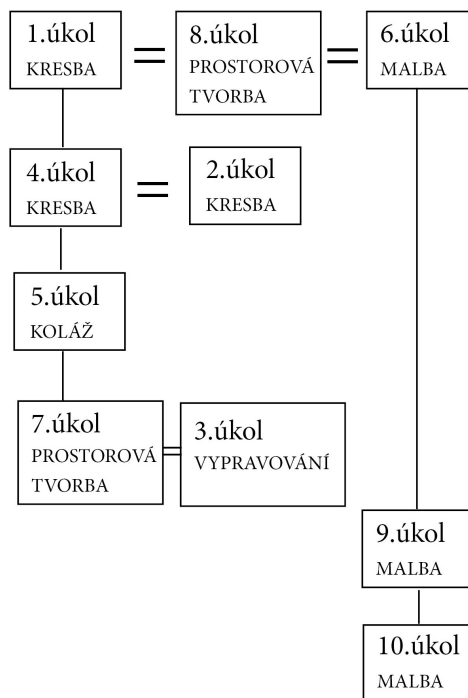 1.úkol
KRESBA
8.úkol
PROSTOROVÁ
TVORBA
6.úkol
MALBA
4.úkol
KRESBA
2.úkol
KRESBA
5.úkol
KOLÁŽ
7.úkol
PROSTOROVÁ
TVORBA
3.úkol
VYPRAVOVÁNÍ
9.úkol
MALBA
10.úkol
MALBA